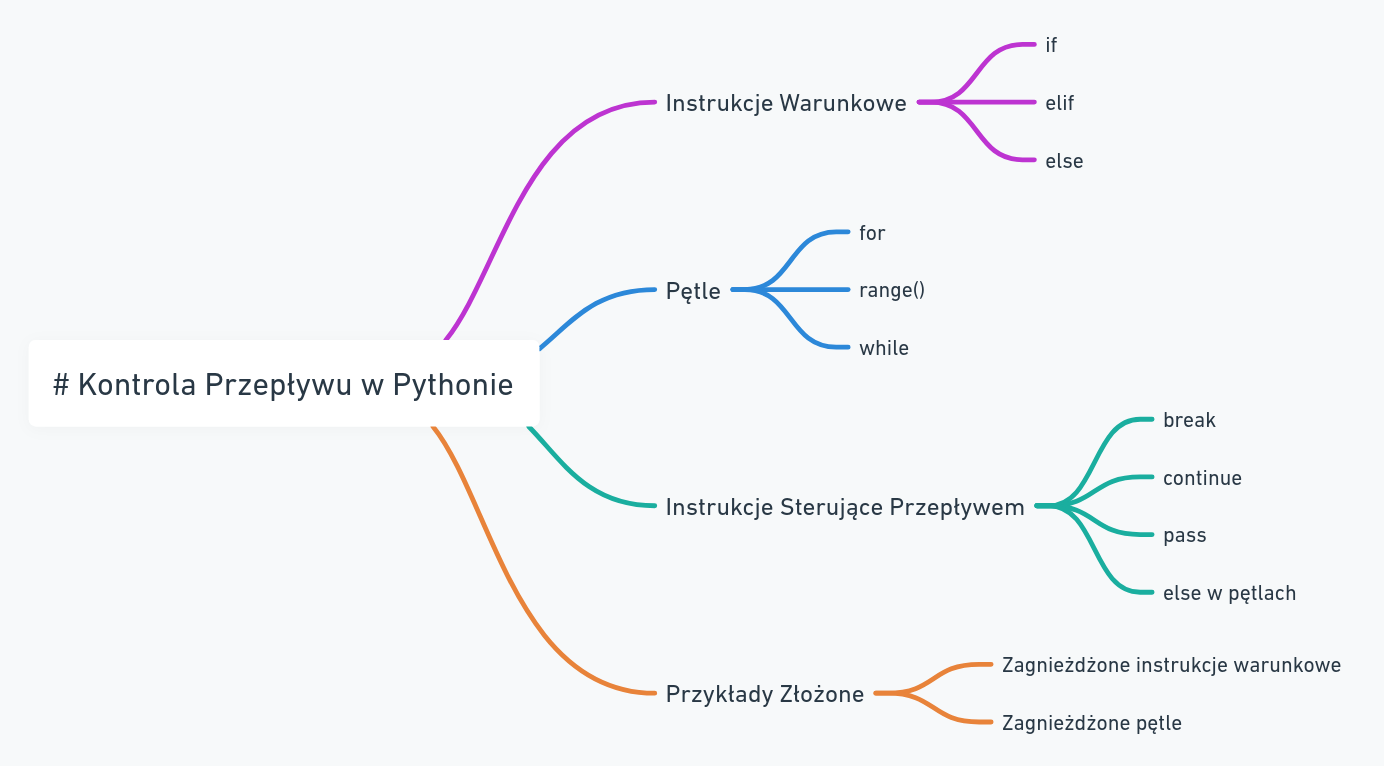 # Kontrola Przepływu w Pythonie
Instrukcje Warunkowe
if
elif
else
Pętle
for
range()
while
Instrukcje Sterujące Przepływem
break
continue
pass
else w pętlach
Przykłady Złożone
Zagnieżdżone instrukcje warunkowe
Zagnieżdżone pętle